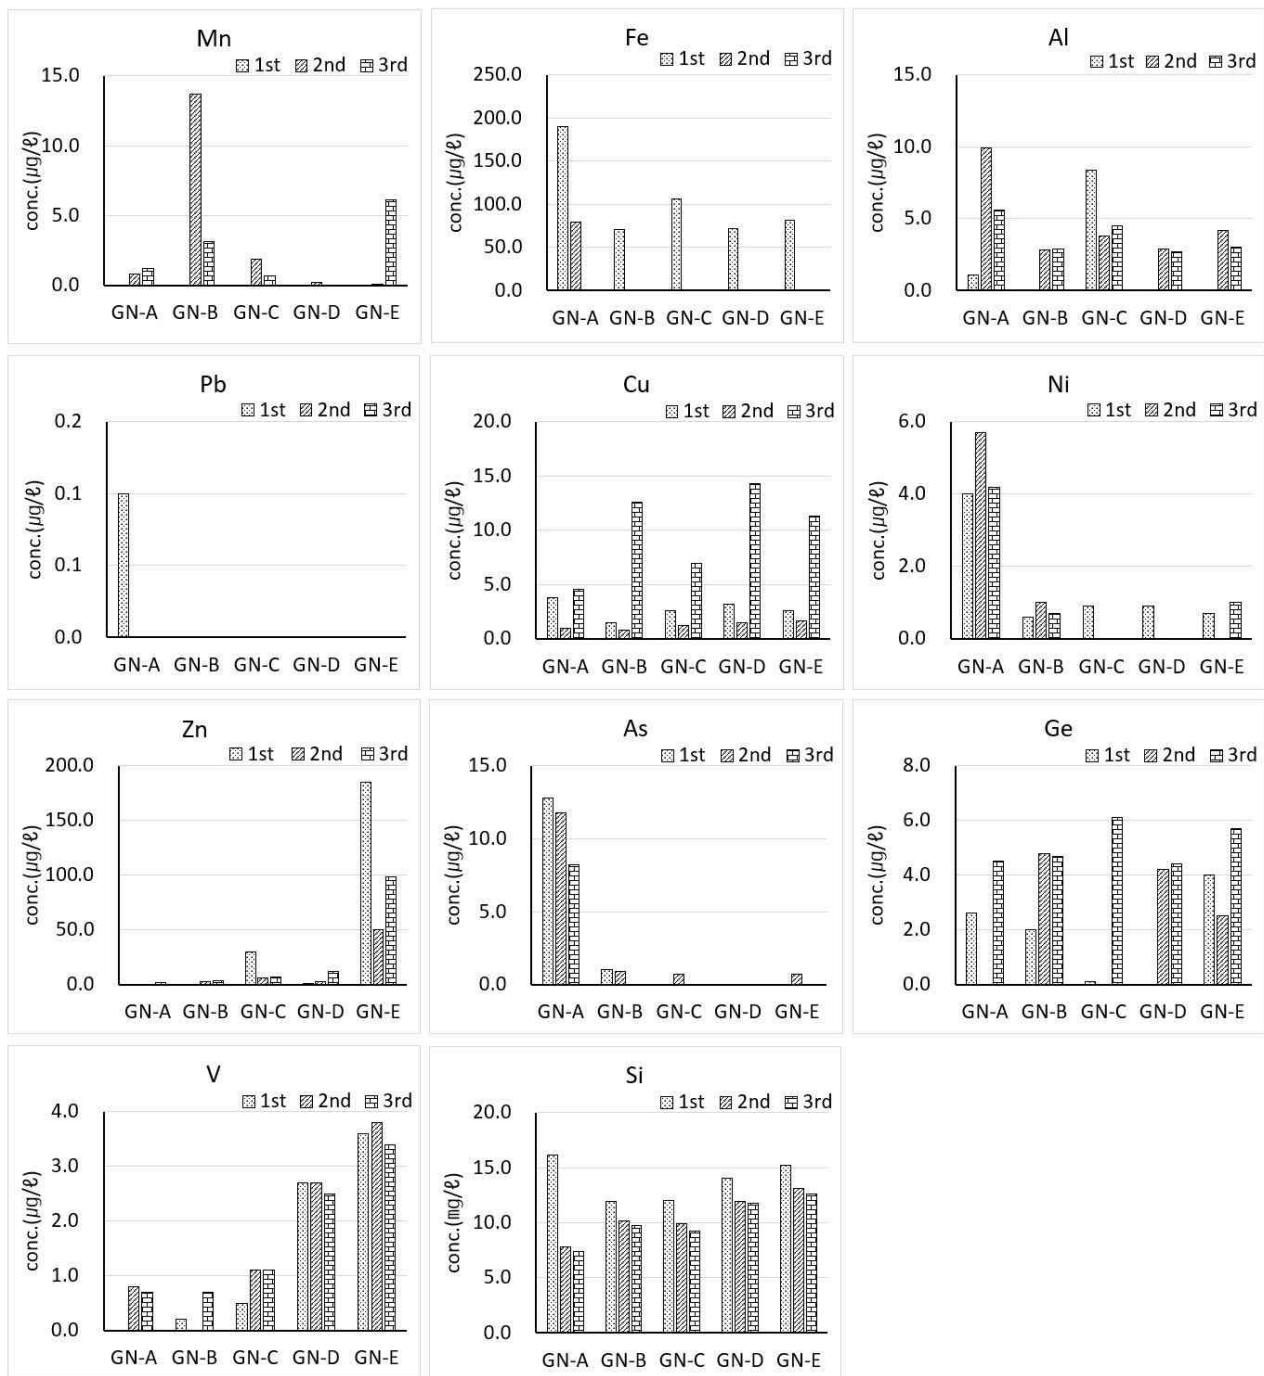 Mn
1st 2nd 3rd
15.0
10.0
5.0
0.0
conc.(µg/ℓ)
GN-A GN-B GN-C GN-D GN-E
Fe
1st 2nd 3rd
250.0
200.0
150.0
100.0
50.0
0.0
conc.(µg/ℓ)
GN-A GN-B GN-C GN-D GN-E
Al
1st 2nd 3rd
15.0
10.0
5.0
0.0
conc.(µg/ℓ)
GN-A GN-B GN-C GN-D GN-E
Pb
1st 2nd 3rd
0.2
0.1
0.1
0.0
conc.(µg/ℓ)
GN-A GN-B GN-C GN-D GN-E
Cu
1st 2nd 3rd
20.0
15.0
10.0
5.0
0.0
conc.(µg/ℓ)
GN-A GN-B GN-C GN-D GN-E
Ni
1st 2nd 3rd
6.0
4.0
2.0
0.0
conc.(µg/ℓ)
GN-A GN-B GN-C GN-D GN-E
Zn
1st 2nd 3rd
200.0
150.0
100.0
50.0
0.0
conc.(µg/ℓ)
GN-A GN-B GN-C GN-D GN-E
As
1st 2nd 3rd
15.0
10.0
5.0
0.0
conc.(µg/ℓ)
GN-A GN-B GN-C GN-D GN-E
Ge
1st 2nd 3rd
8.0
6.0
4.0
2.0
0.0
conc.(µg/ℓ)
GN-A GN-B GN-C GN-D GN-E
V
1st 2nd 3rd
4.0
3.0
2.0
1.0
0.0
conc.(µg/ℓ)
GN-A GN-B GN-C GN-D GN-E
Si
1st 2nd 3rd
20.0
15.0
10.0
5.0
0.0
conc.(mg/ℓ)
GN-A GN-B GN-C GN-D GN-E